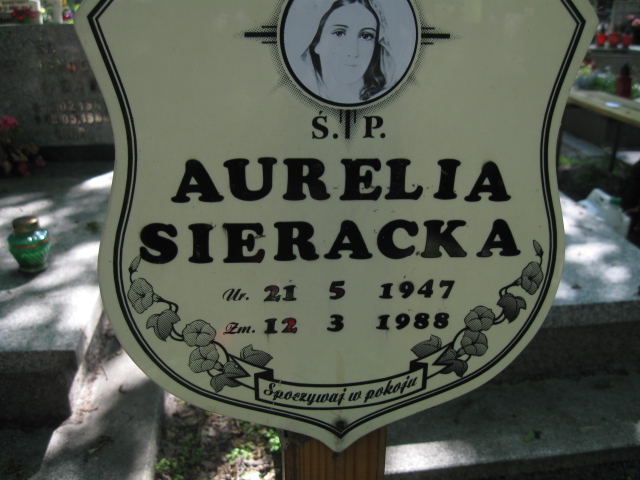 Ś. P.
AURELIA
SIERACKA
Ur. 21 5 1947
Zm. 12 3 1988
Spoczywaj w pokoju